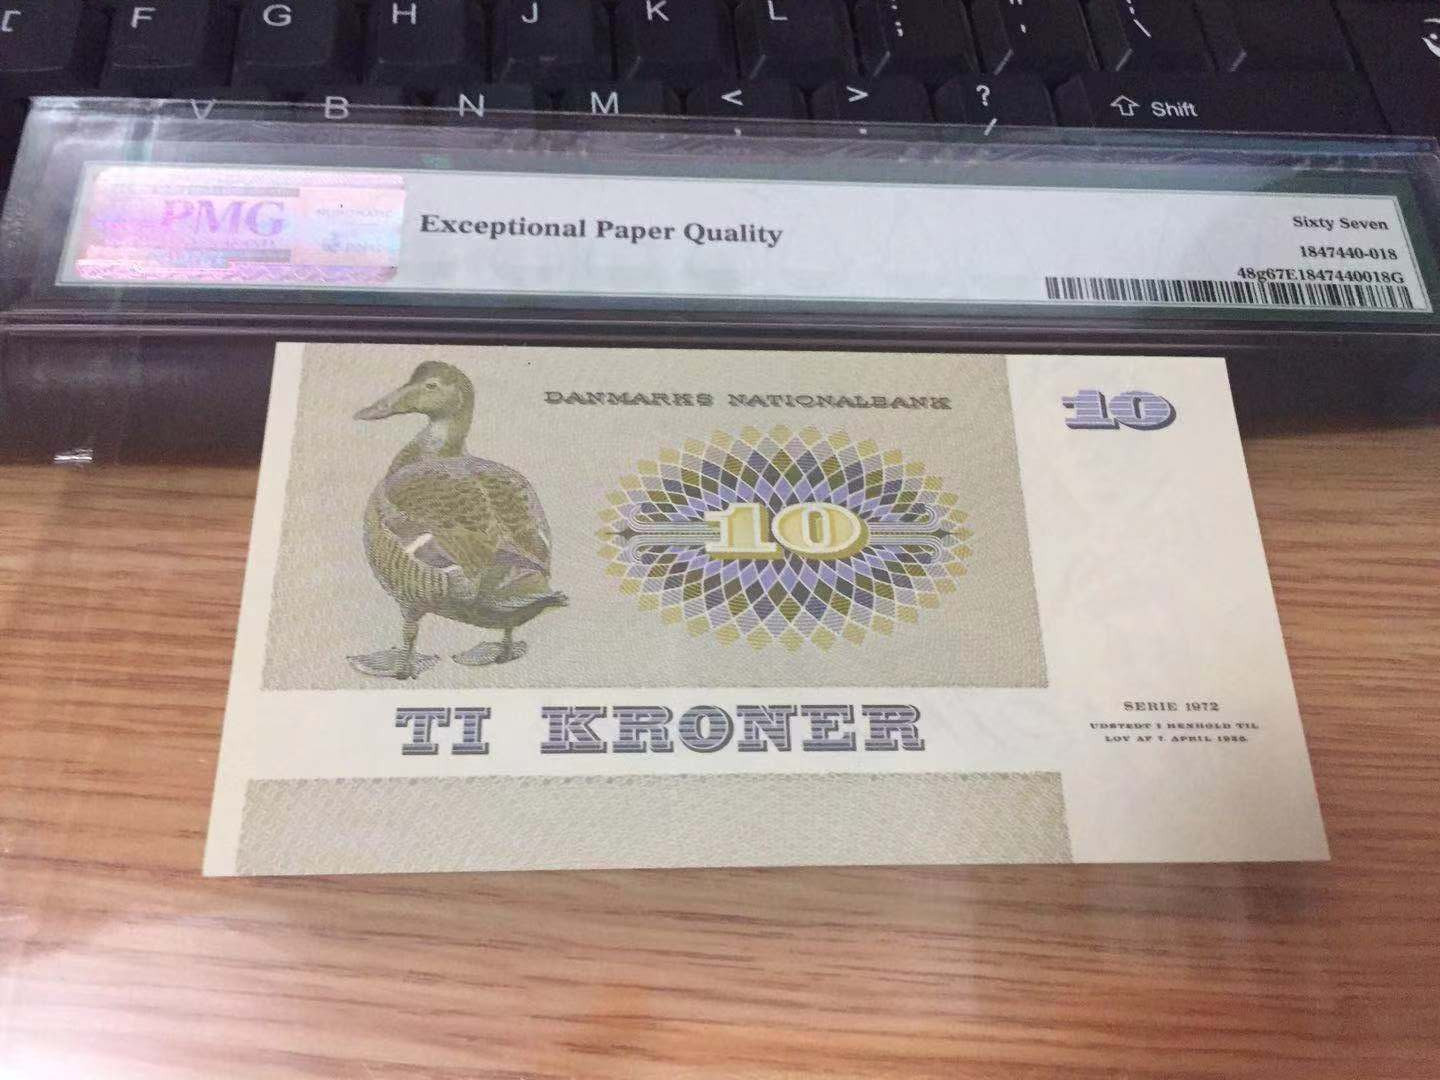 F G H J K L : ; " ' | \
V B N M < , > . ? / ⇧ Shift
PMG
Exceptional Paper Quality
Sixty Seven
1847440-018
48g67E1847440018G
DANMARKS NATIONALBANK
10
10
TI KRONER
SERIE 1972
UDSTEDT I HENHOLD TIL
LOV AF 7. APRIL 1936